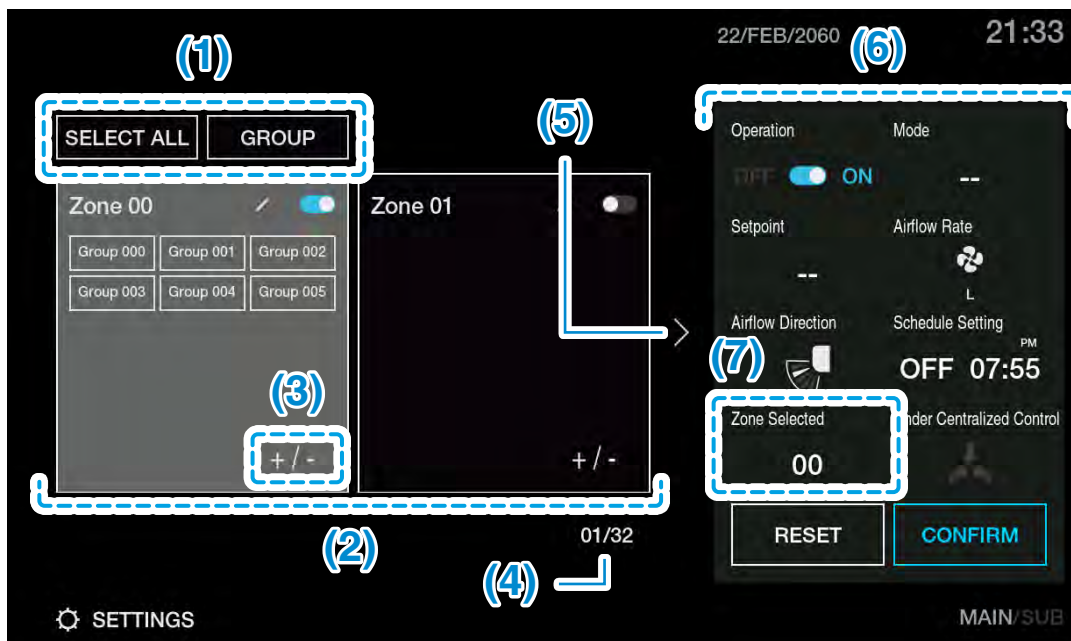 22/FEB/2060 21:33
(1) (6)
SELECT ALL GROUP (5)
Operation Mode
OFF ON --
Zone 00 Zone 01
Setpoint Airflow Rate
Group 000 Group 001 Group 002
--
Group 003 Group 004 Group 005
L
Airflow Direction Schedule Setting
(7) PM
OFF 07:55
(3)
Zone Selected nder Centralized Control
+ / - + / - 00
01/32 RESET CONFIRM
(2)
(4)
SETTINGS MAIN/SUB